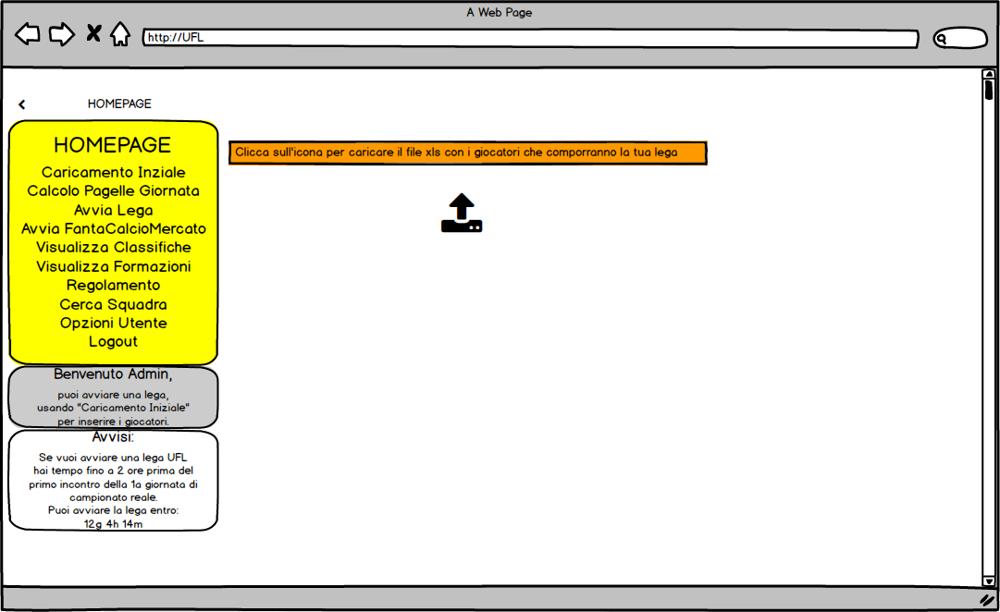 A Web Page
http://UFL
HOMEPAGE
HOMEPAGE
Caricamento Inziale
Calcolo Pagelle Giornata
Avvia Lega
Avvia FantaCalcioMercato
Visualizza Classifiche
Visualizza Formazioni
Regolamento
Cerca Squadra
Opzioni Utente
Logout
Benvenuto Admin,
puoi avviare una lega,
usando "Caricamento Iniziale"
per inserire i giocatori.
Avvisi:
Se vuoi avviare una lega UFL
hai tempo fino a 2 ore prima del
primo incontro della 1a giornata di
campionato reale.
Puoi avviare la lega entro:
12g 4h 14m
Clicca sull'icona per caricare il file xls con i giocatori che comporranno la tua lega